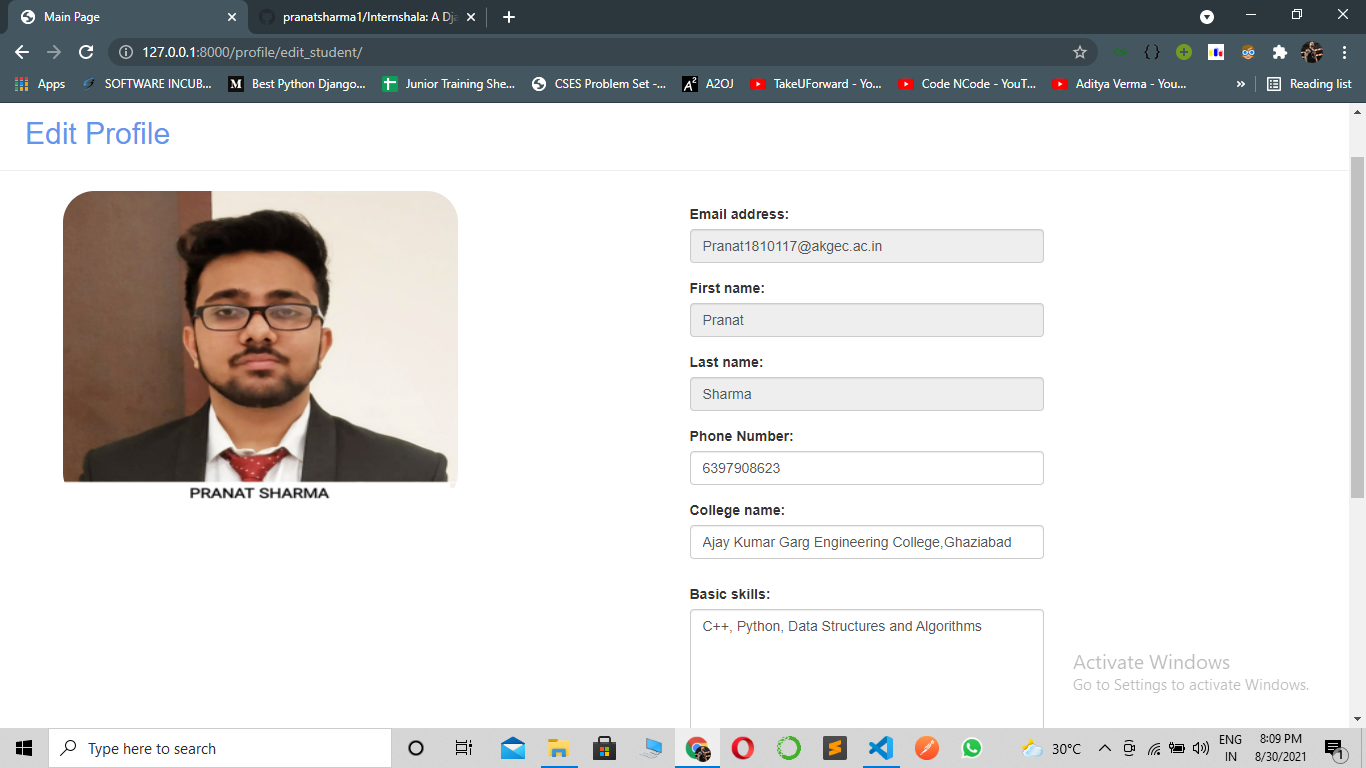 Main Page
pranatsharma1/Internshala: A Dja
127.0.0.1:8000/profile/edit_student/
Apps
SOFTWARE INCUB...
M
Best Python Django...
Junior Training She...
CSES Problem Set -...
A2OJ
TakeUForward - Yo...
Code NCode - YouT...
Aditya Verma - You...
»
Reading list
Edit Profile
PRANAT SHARMA
Email address:
Pranat1810117@akgec.ac.in
First name:
Pranat
Last name:
Sharma
Phone Number:
6397908623
College name:
Ajay Kumar Garg Engineering College,Ghaziabad
Basic skills:
C++, Python, Data Structures and Algorithms
Activate Windows
Go to Settings to activate Windows.
Type here to search
30°C
ENG
IN
8:09 PM
8/30/2021
1